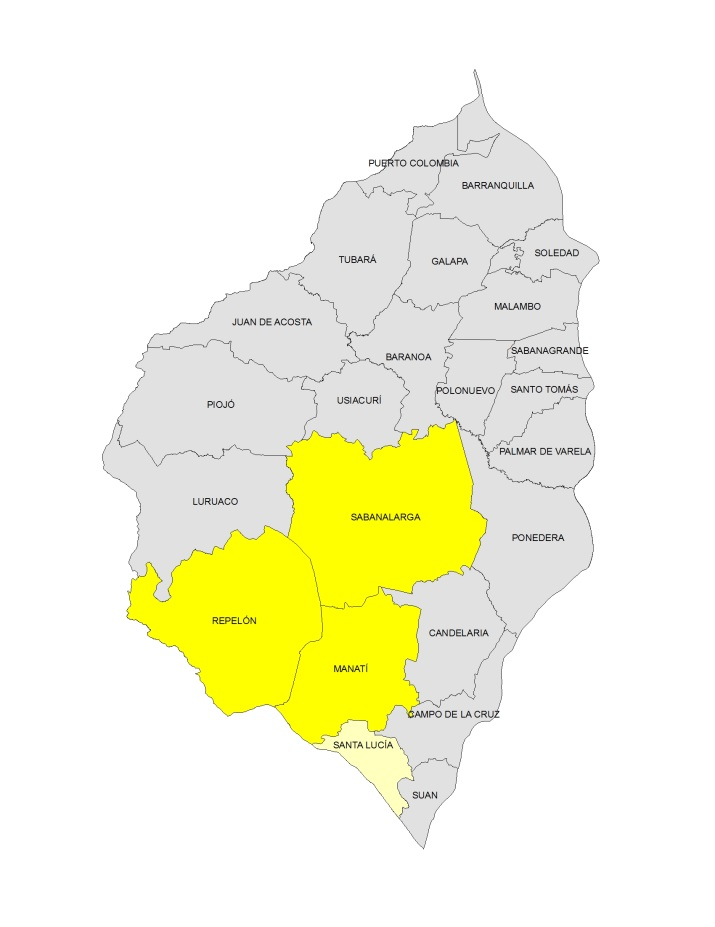 PUERTO COLOMBIA
BARRANQUILLA
SOLEDAD
TUBARÁ
GALAPA
MALAMBO
JUAN DE ACOSTA
SABANAGRANDE
BARANOA
POLONUEVO
SANTO TOMÁS
USIACURÍ
PIOJÓ
PALMAR DE VARELA
LURUACO
SABANALARGA
PONEDERA
REPELÓN
CANDELARIA
MANATÍ
CAMPO DE LA CRUZ
SANTA LUCÍA
SUAN